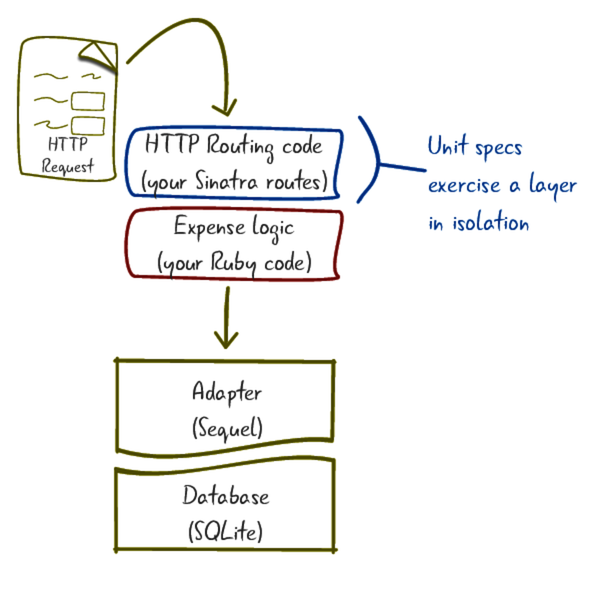 HTTP
Request
HTTP Routing code
(your Sinatra routes)
Unit specs
exercise a layer
in isolation
Expense logic
(your Ruby code)
Adapter
(Sequel)
Database
(SQLite)